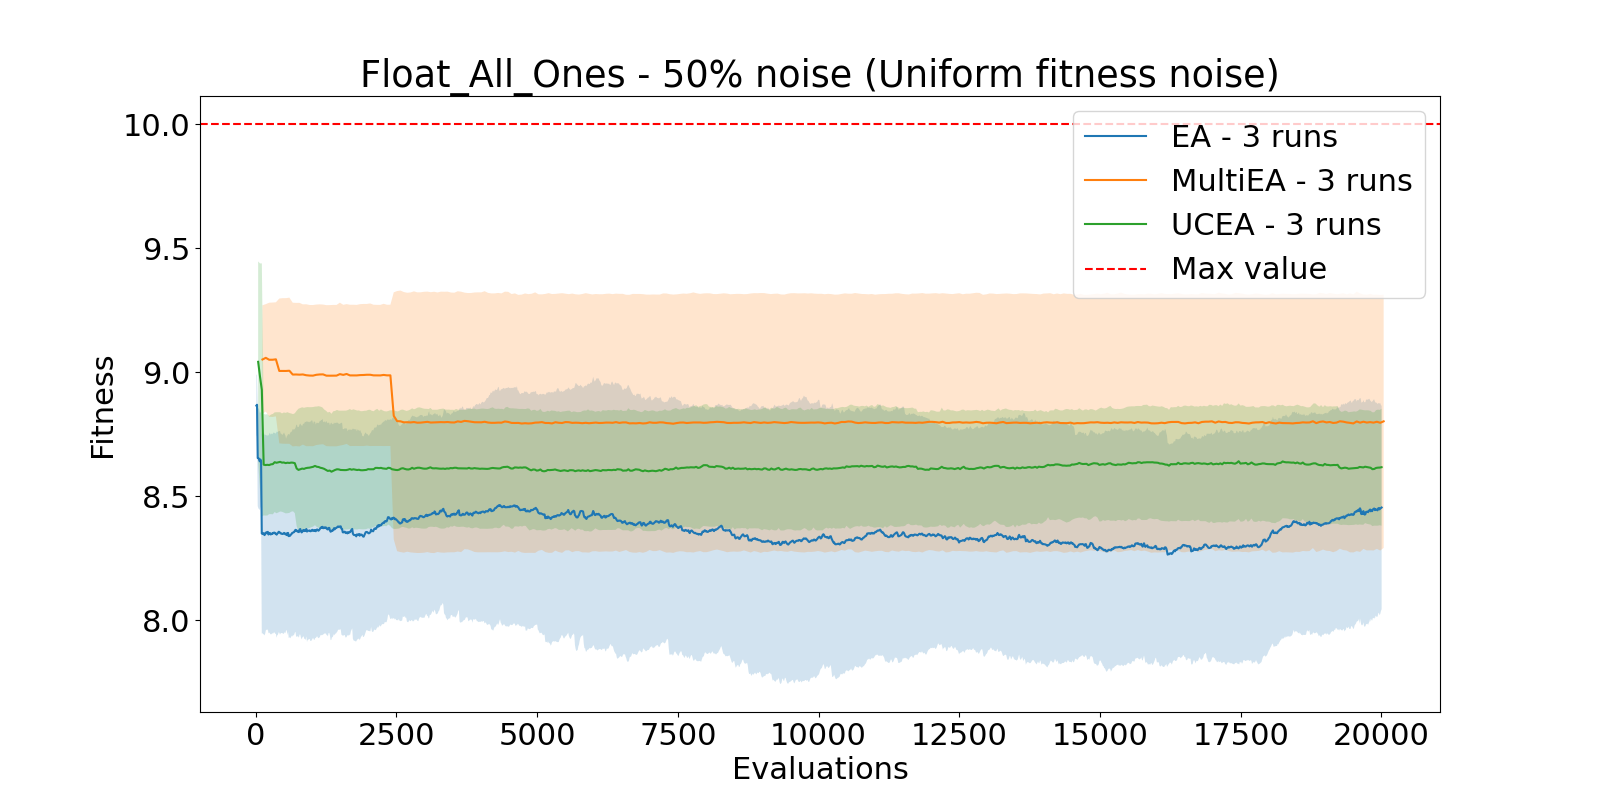 Float_All_Ones - 50% noise (Uniform fitness noise)
10.0
9.5
9.0
8.5
8.0
Fitness
EA - 3 runs
MultiEA - 3 runs
UCEA - 3 runs
Max value
0 2500 5000 7500 10000 12500 15000 17500 20000
Evaluations